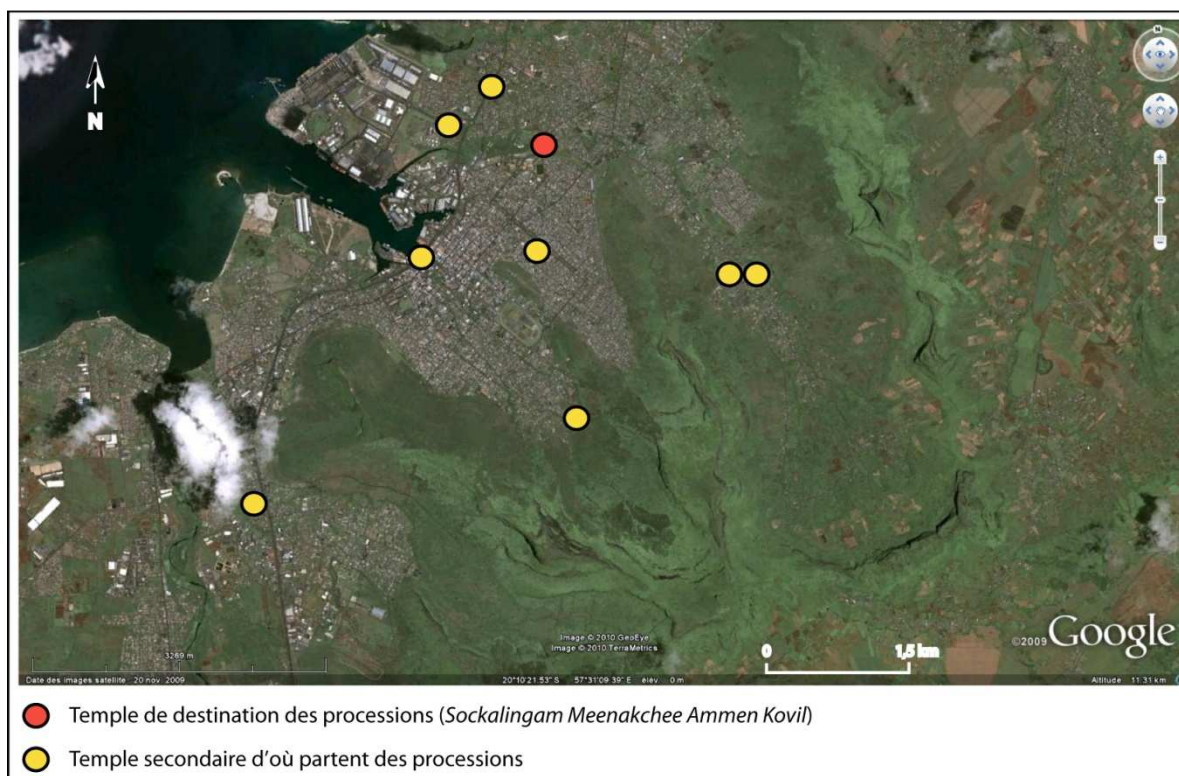 N
N
Image © 2010 GeoEye
Image © 2010 TerraMetrics
©2009 Google
0 1,5 km
3269 m
Date des images satellite : 20 nov. 2009 20°10'21.53" S 57°31'09.39" E élév. 0 m Altitude 11.31 km
Temple de destination des processions (Sockalingam Meenakchee Ammen Kovil)
Temple secondaire d'où partent des processions